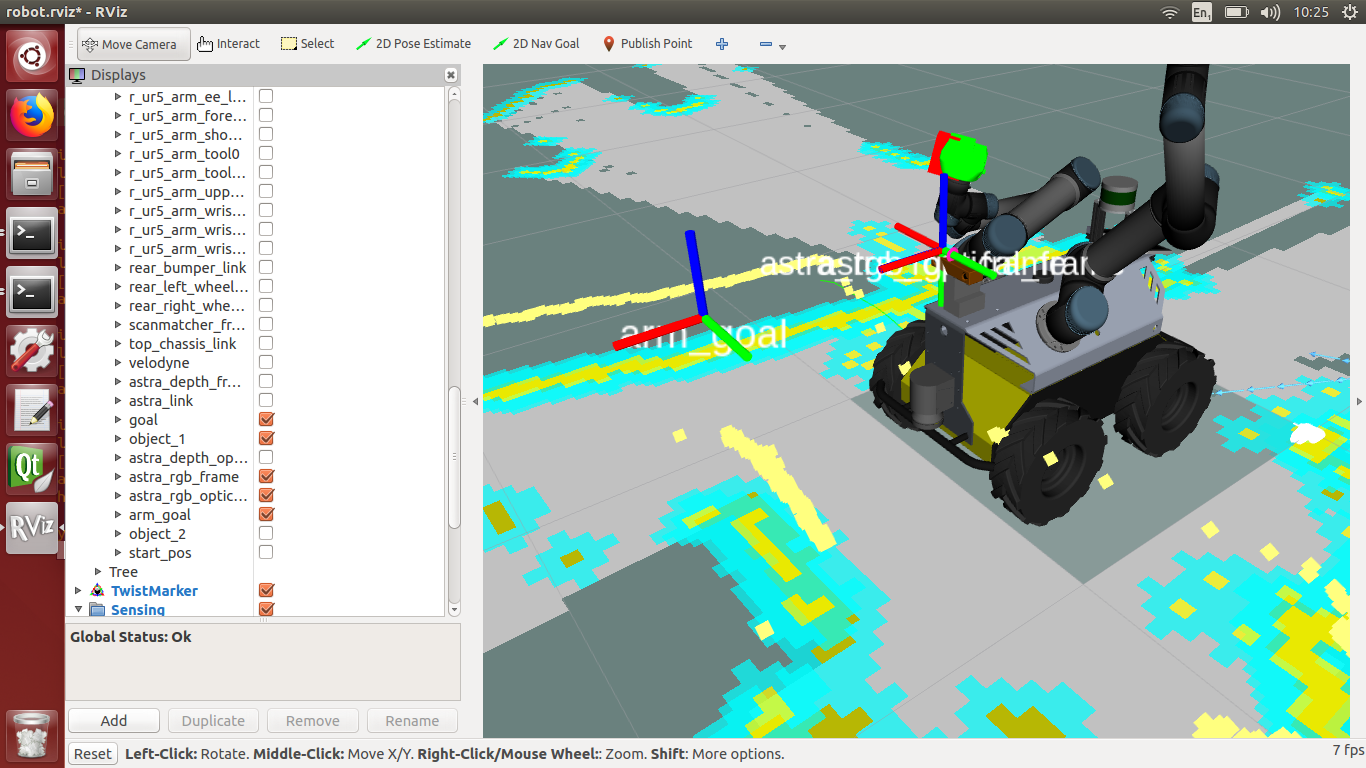 robot.rviz* - RViz
En1
10:25
Move Camera
Interact
Select
2D Pose Estimate
2D Nav Goal
Publish Point
Displays
r_ur5_arm_ee_l...
r_ur5_arm_fore...
r_ur5_arm_sho...
r_ur5_arm_tool0
r_ur5_arm_tool...
r_ur5_arm_upp...
r_ur5_arm_wris...
r_ur5_arm_wris...
r_ur5_arm_wris...
rear_bumper_link
rear_left_wheel...
rear_right_whe...
scanmatcher_fr...
top_chassis_link
velodyne
astra_depth_fr...
astra_link
goal
object_1
astra_depth_op...
astra_rgb_frame
astra_rgb_optic...
arm_goal
object_2
start_pos
Tree
TwistMarker
Sensing
Global Status: Ok
Add
Duplicate
Remove
Rename
Reset
Left-Click: Rotate. Middle-Click: Move X/Y. Right-Click/Mouse Wheel:: Zoom. Shift: More options.
7 fps
arm_goal
Qt
RViz